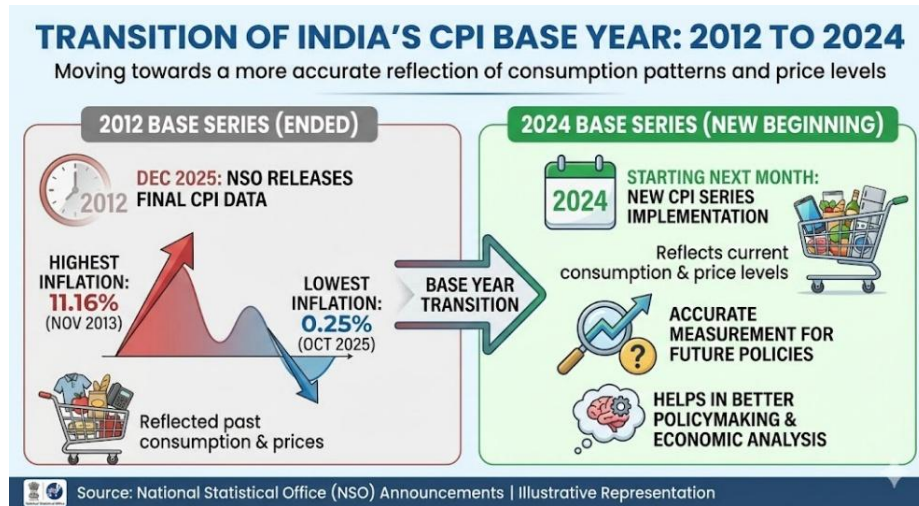 TRANSITION OF INDIA'S CPI BASE YEAR: 2012 TO 2024
Moving towards a more accurate reflection of consumption patterns and price levels
2012 BASE SERIES (ENDED)
2012
DEC 2025: NSO RELEASES
FINAL CPI DATA
HIGHEST
INFLATION:
11.16%
(NOV 2013)
LOWEST
INFLATION:
0.25%
(OCT 2025)
Reflected past
consumption & prices
BASE YEAR
TRANSITION
2024 BASE SERIES (NEW BEGINNING)
2024
STARTING NEXT MONTH:
NEW CPI SERIES
IMPLEMENTATION
Reflects current
consumption & price levels
?
ACCURATE
MEASUREMENT FOR
FUTURE POLICIES
HELPS IN BETTER
POLICYMAKING &
ECONOMIC ANALYSIS
Source: National Statistical Office (NSO) Announcements | Illustrative Representation